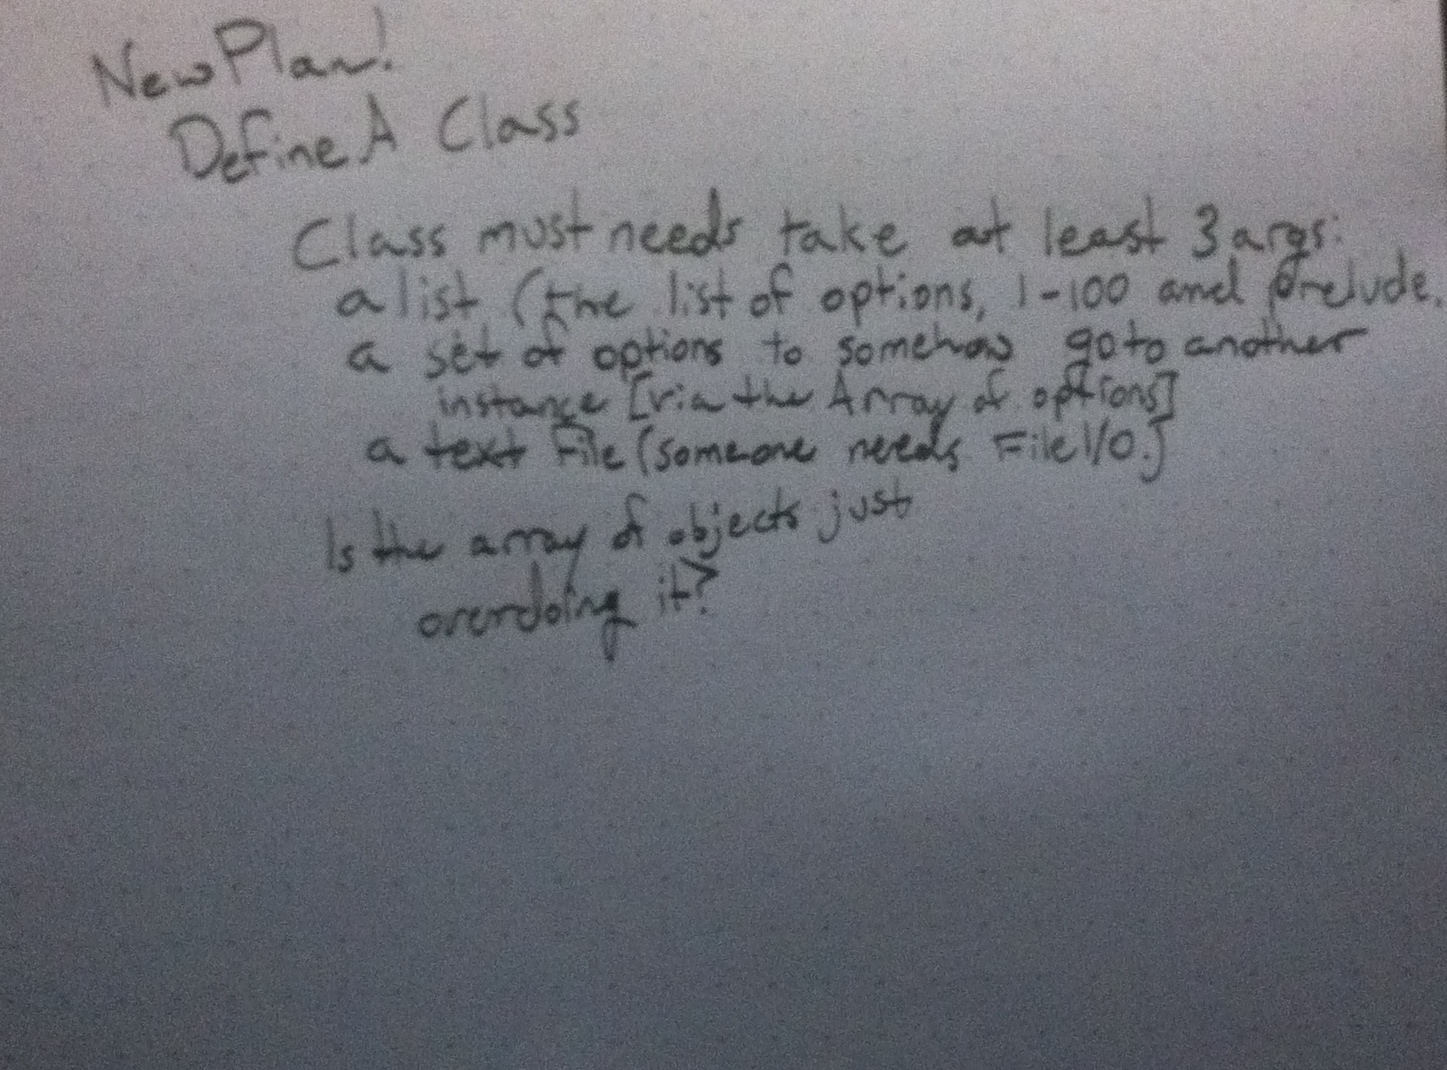 New Plan!
Define A Class
Class must needs take at least 3 args:
a list (the list of options, 1-100 and prelude.
a set of options to somehow goto another
instance [via the Array of options]
a text File (someone needs File I/O.]
Is the array of objects just
overdoing it?